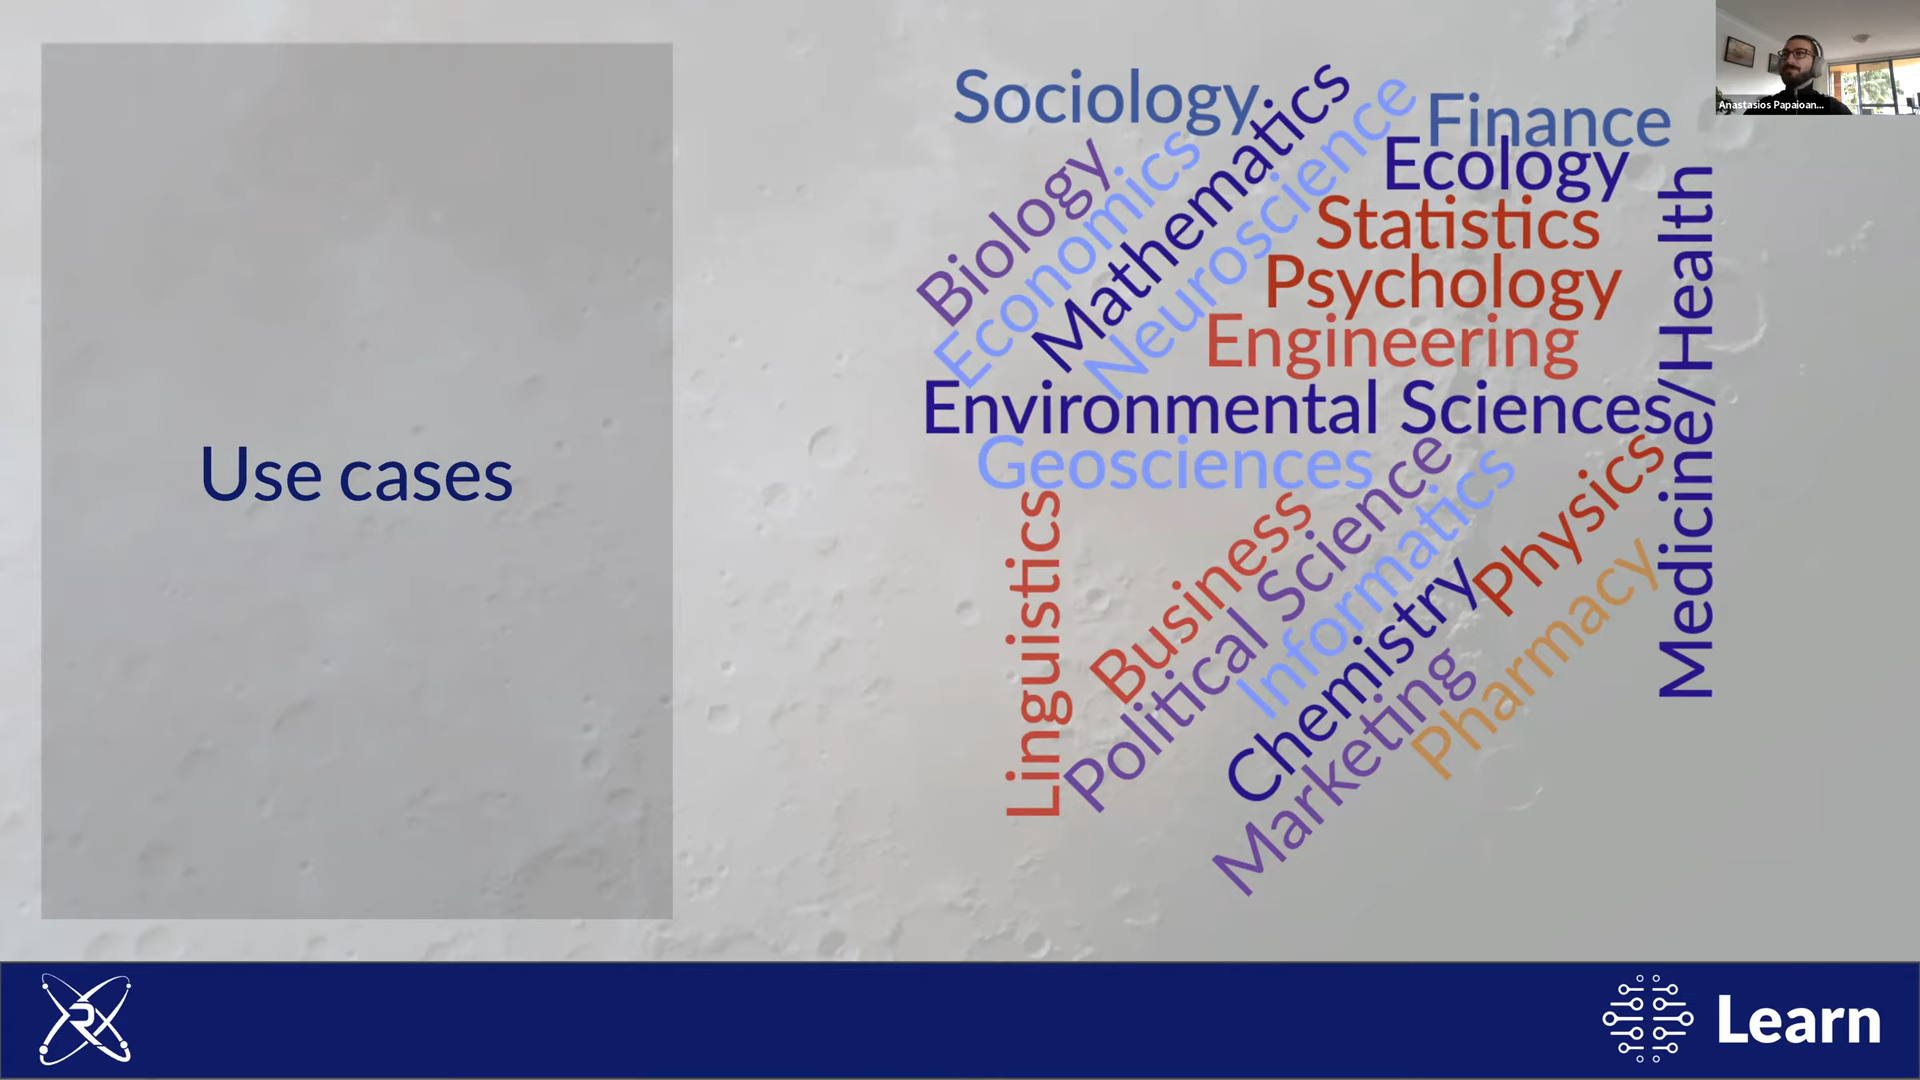 Use cases
Sociology
Mathematics
Neuroscience
Finance
Ecology
Biology
Economics
Statistics
Psychology
Engineering
Medicine/Health
Environmental Sciences
Geosciences
Linguistics
Business
Political Science
Informatics
Chemistry
Physics
Pharmacy
Marketing
Anastasios Papaioan...
R
Learn